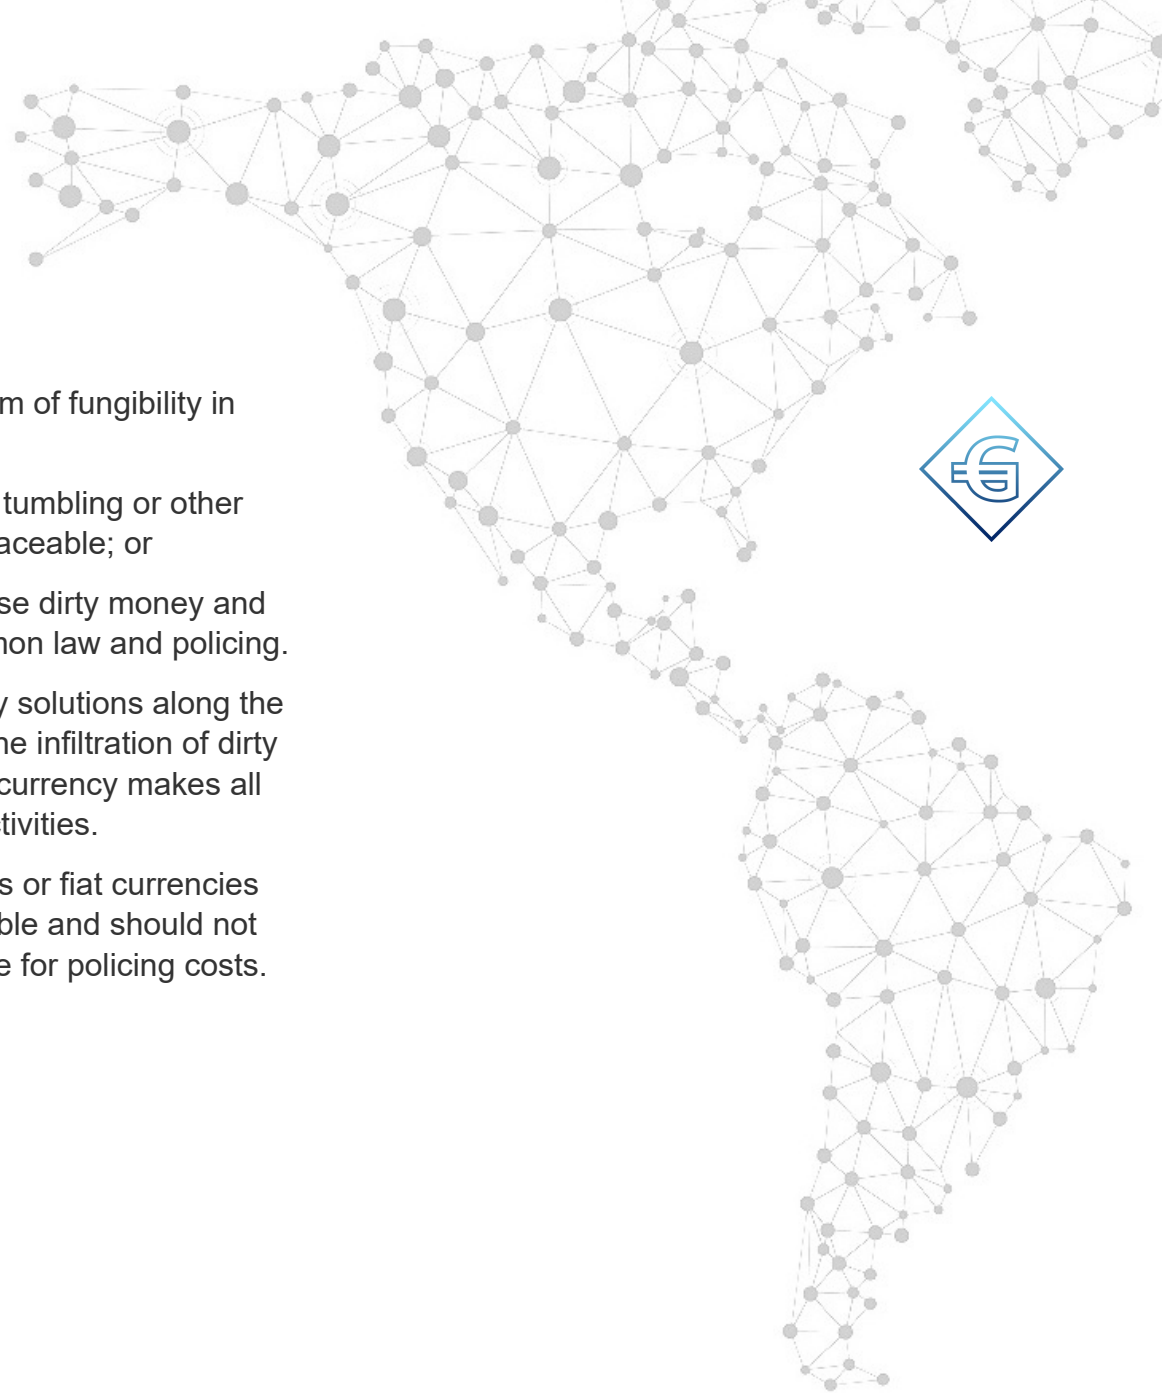 m of fungibility in
tumbling or other
aceable; or
se dirty money and
non law and policing.
y solutions along the
ne infiltration of dirty
currency makes all
tivities.
s or fiat currencies
ble and should not
e for policing costs.